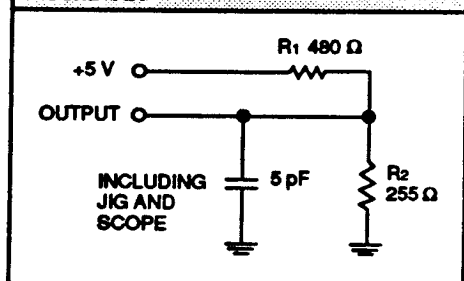 R1 480 Ω
+5 V
OUTPUT
INCLUDING
JIG AND
SCOPE
5 pF
R2
255 Ω